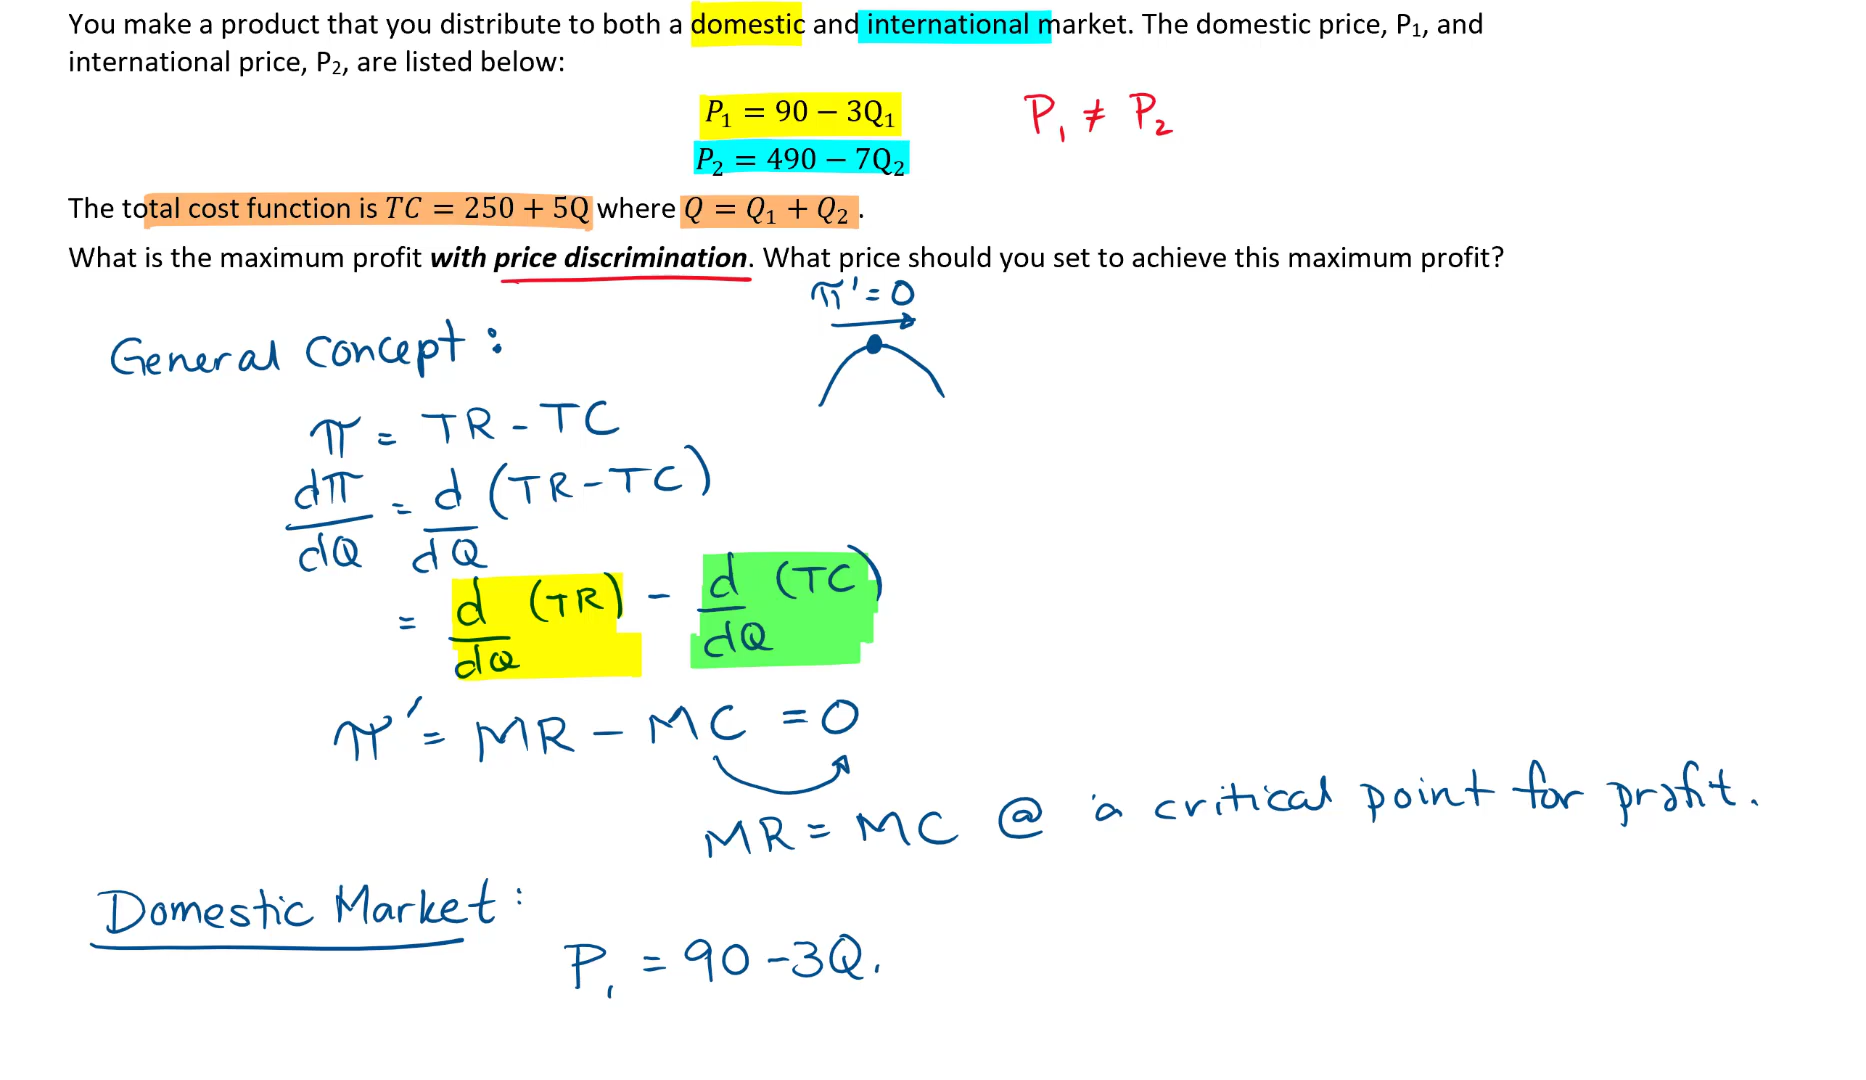 You make a product that you distribute to both a domestic and international market. The domestic price, P₁, and
international price, P₂, are listed below:
P₁ = 90 − 3Q₁
P₁ ≠ P₂
P₂ = 490 − 7Q₂
The total cost function is TC = 250 + 5Q where Q = Q₁ + Q₂ .
What is the maximum profit with price discrimination. What price should you set to achieve this maximum profit?
π' = 0
General Concept :
π = TR - TC
dπ/dQ = d/dQ (TR - TC)
= d/dQ (TR) - d/dQ (TC)
π' = MR - MC = 0
MR = MC @ a critical point for profit.
Domestic Market :
P₁ = 90 - 3Q₁